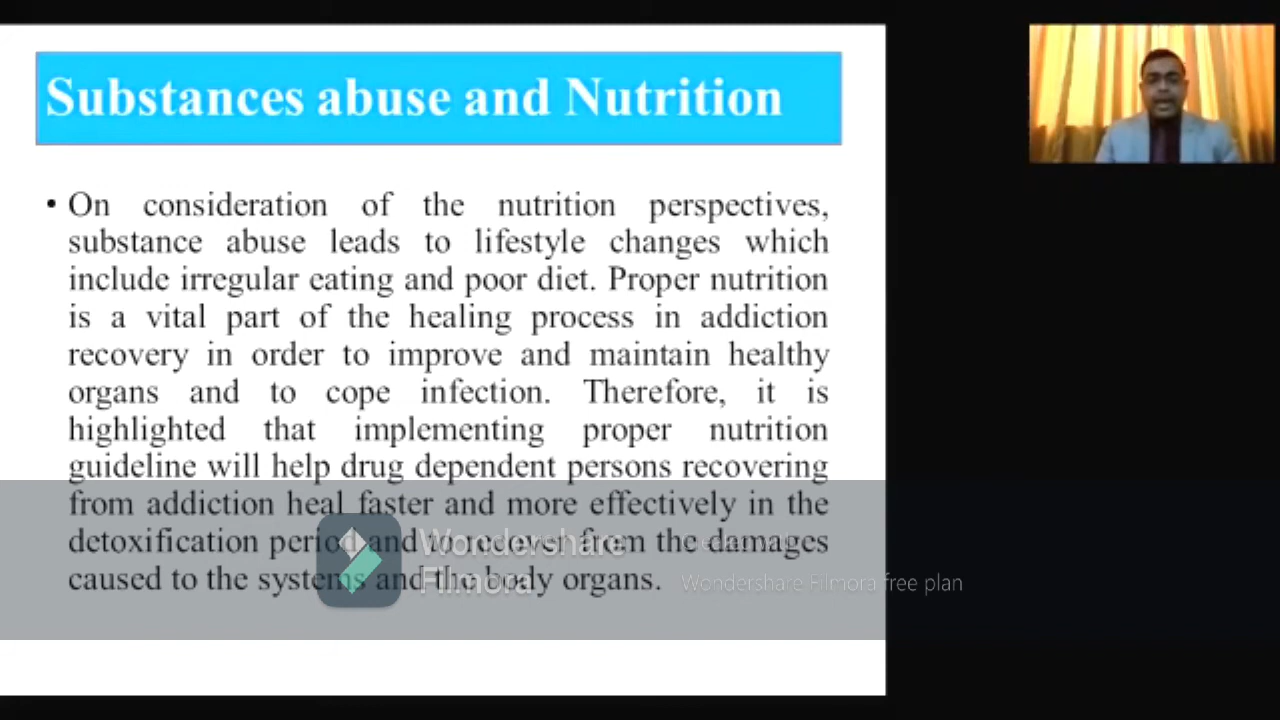 Substances abuse and Nutrition
• On consideration of the nutrition perspectives,
substance abuse leads to lifestyle changes which
include irregular eating and poor diet. Proper nutrition
is a vital part of the healing process in addiction
recovery in order to improve and maintain healthy
organs and to cope infection. Therefore, it is
highlighted that implementing proper nutrition
guideline will help drug dependent persons recovering
from addiction heal faster and more effectively in the
detoxification period and to recover from the damages
caused to the systems and the body organs.
Wondershare
Filmora
Wondershare Filmora free plan